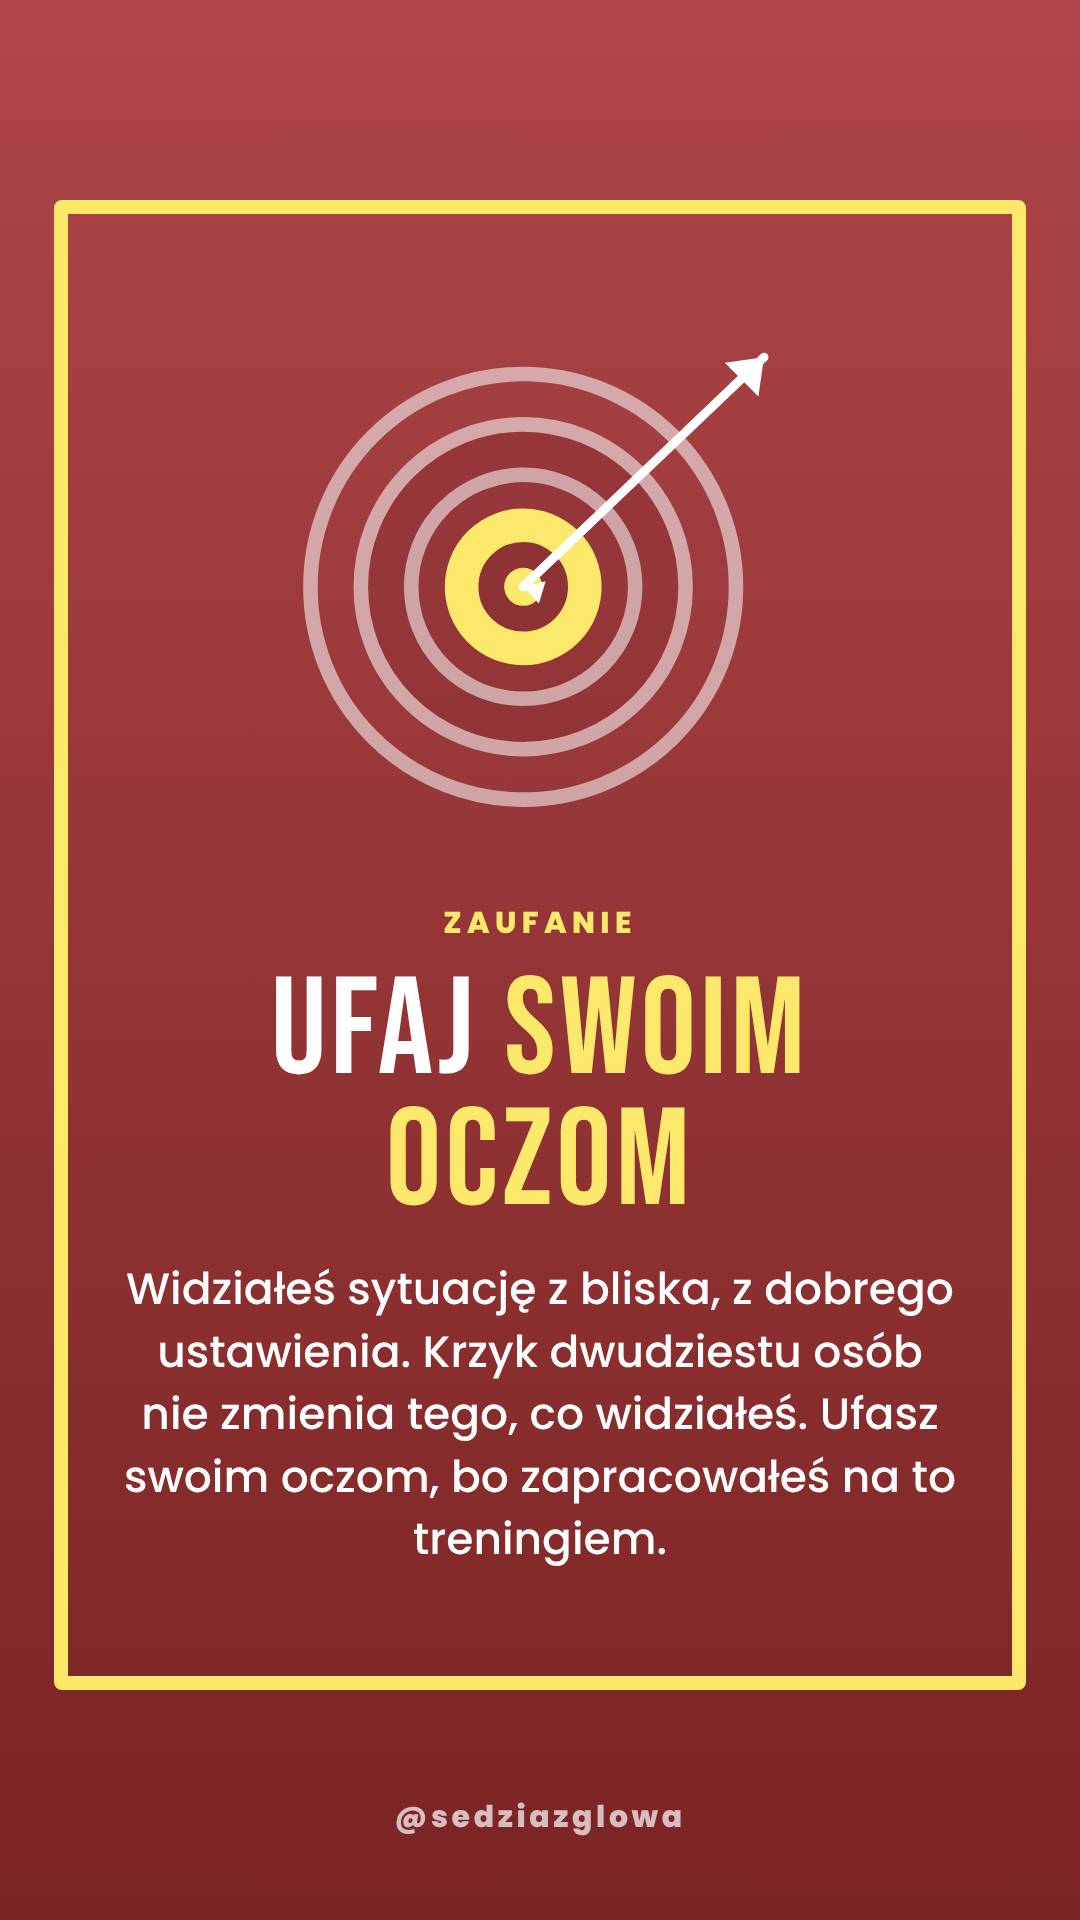 ZAUFANIE
UFAJ SWOIM
OCZOM
Widziałeś sytuację z bliska, z dobrego
ustawienia. Krzyk dwudziestu osób
nie zmienia tego, co widziałeś. Ufasz
swoim oczom, bo zapracowałeś na to
treningiem.
@sedziazglowa